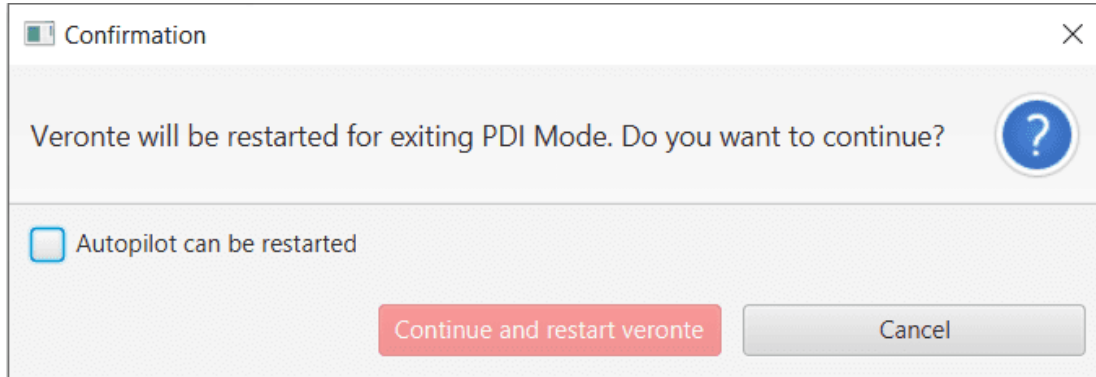 Confirmation
Veronte will be restarted for exiting PDI Mode. Do you want to continue?
Autopilot can be restarted
Continue and restart veronte
Cancel